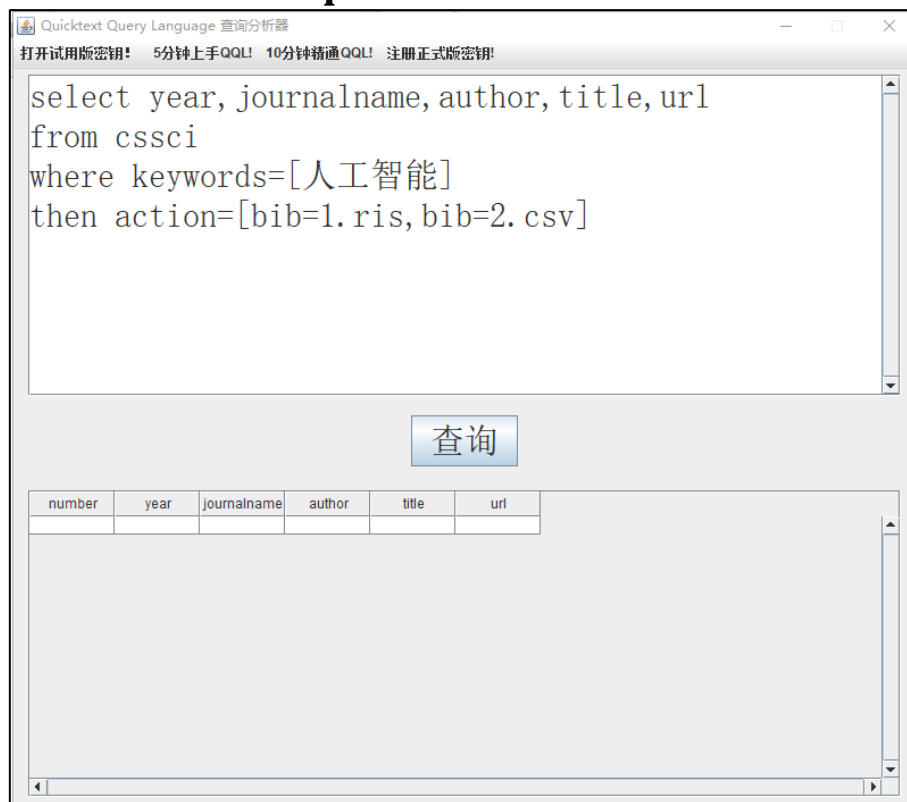 Quicktext Query Language 查询分析器
打开试用版密钥! 5分钟上手QQL! 10分钟精通QQL! 注册正式版密钥!
select year,journalname,author,title,url
from cssci
where keywords=[人工智能]
then action=[bib=1.ris,bib=2.csv]
查询
number year journalname author title url